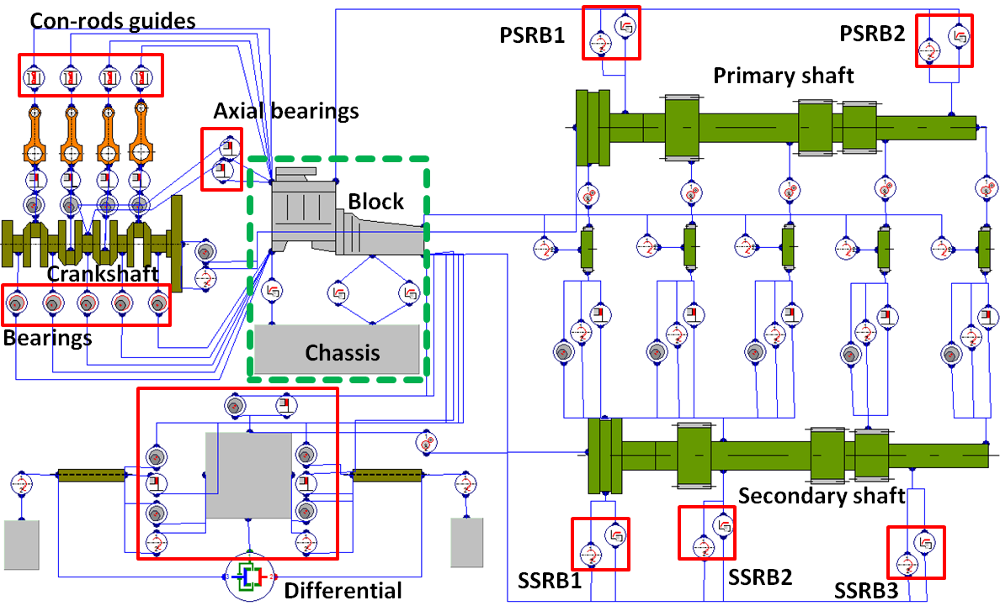 Con-rods guides
PSRB1
PSRB2
Primary shaft
Axial bearings
Block
Crankshaft
Bearings
Chassis
Secondary shaft
SSRB1
SSRB2
SSRB3
Differential